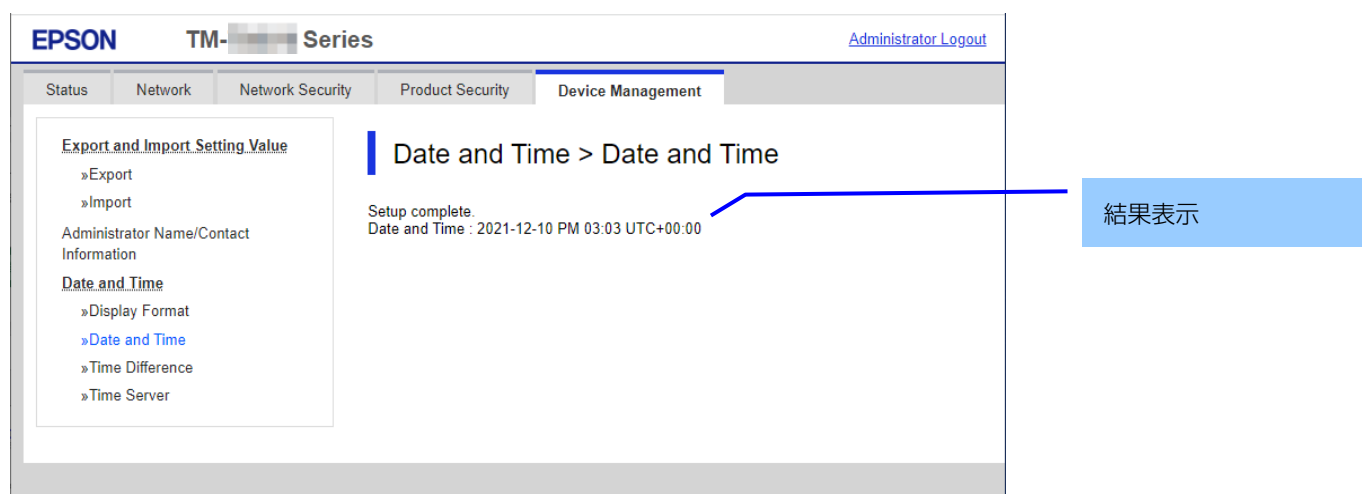 EPSON TM- Series Administrator Logout
Status Network Network Security Product Security Device Management
Export and Import Setting Value
»Export
»Import
Administrator Name/Contact
Information
Date and Time
»Display Format
»Date and Time
»Time Difference
»Time Server
Date and Time > Date and Time
Setup complete.
Date and Time : 2021-12-10 PM 03:03 UTC+00:00
結果表示